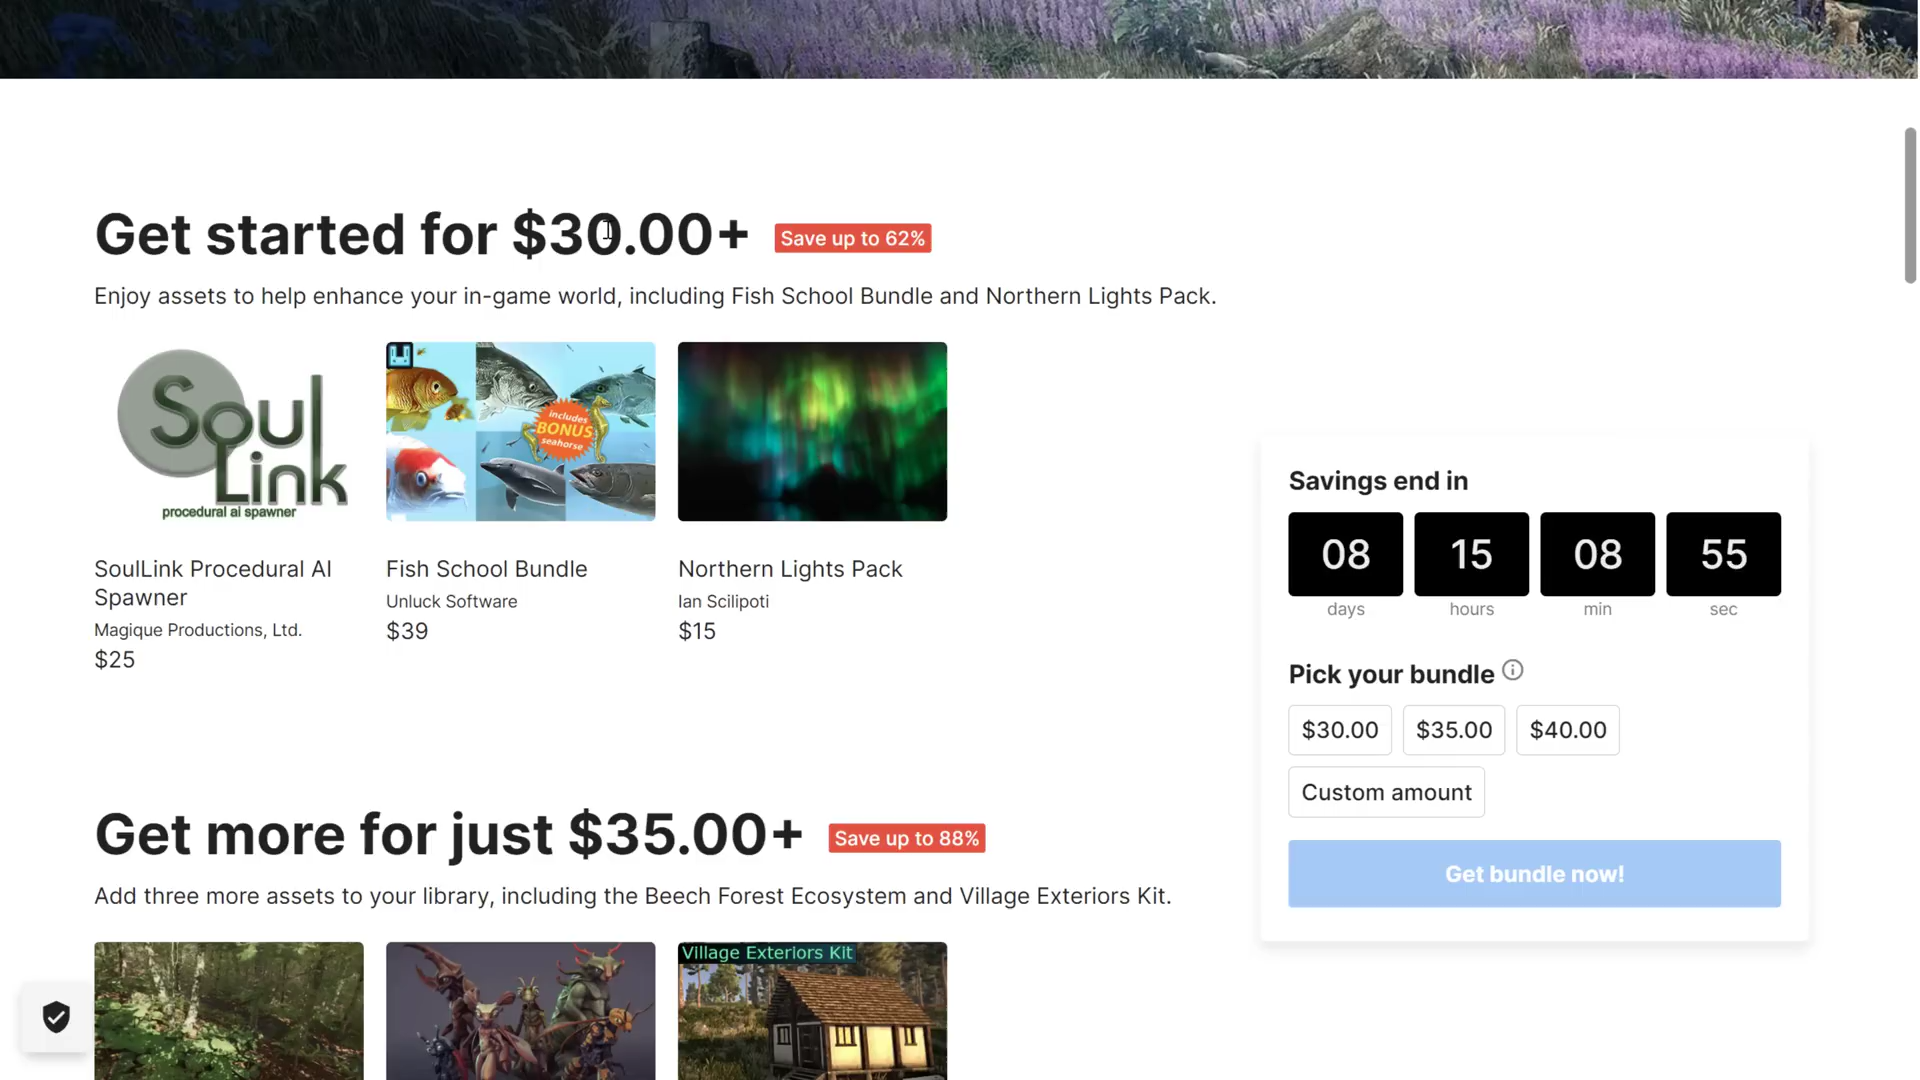 Get started for $30.00+
Save up to 62%
Enjoy assets to help enhance your in-game world, including Fish School Bundle and Northern Lights Pack.
Soul
Link
procedural ai spawner
includes
BONUS
seahorse
SoulLink Procedural AI
Spawner
Magique Productions, Ltd.
$25
Fish School Bundle
Unluck Software
$39
Northern Lights Pack
Ian Scilipoti
$15
Savings end in
08 15 08 55
days hours min sec
Pick your bundle
$30.00 $35.00 $40.00
Custom amount
Get bundle now!
Get more for just $35.00+
Save up to 88%
Add three more assets to your library, including the Beech Forest Ecosystem and Village Exteriors Kit.
Village Exteriors Kit